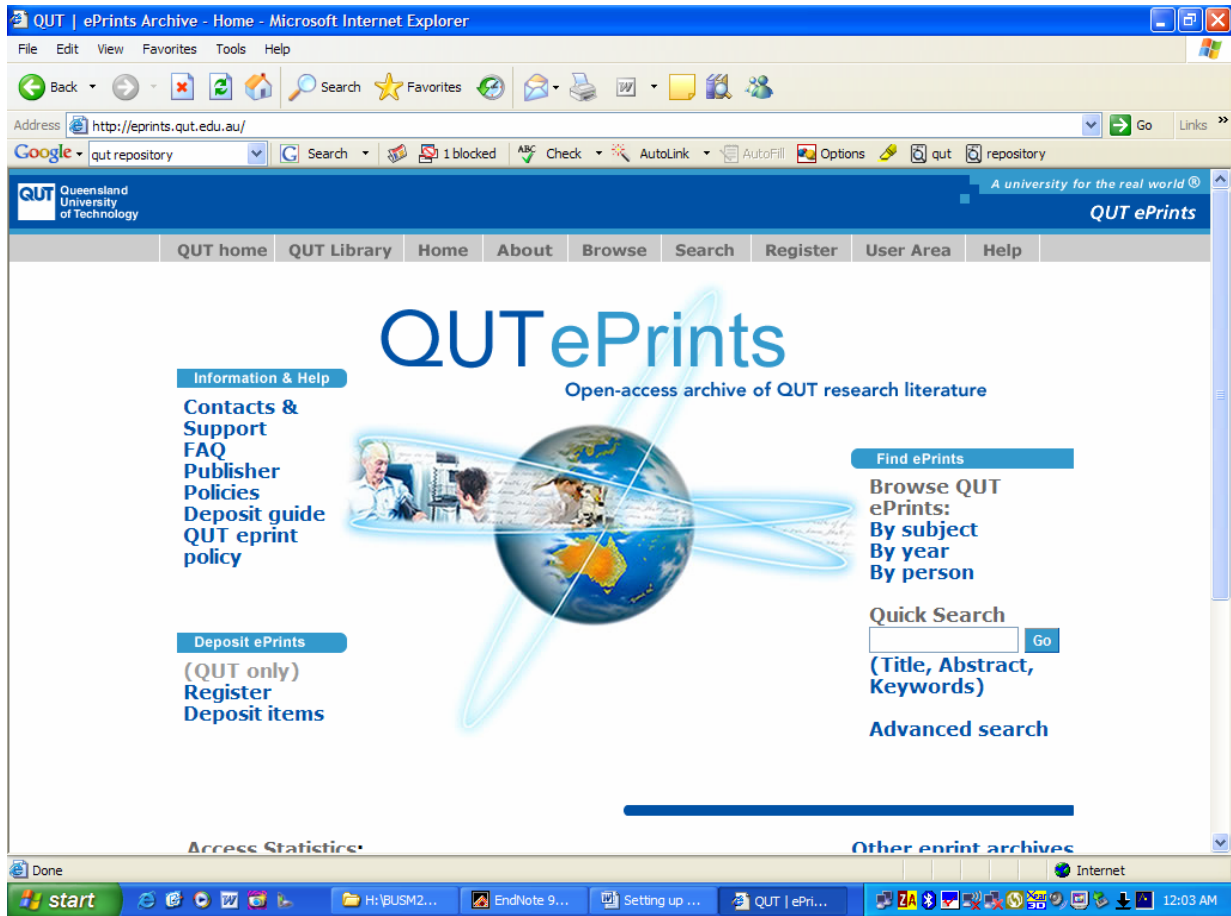 QUT | ePrints Archive - Home - Microsoft Internet Explorer
File Edit View Favorites Tools Help
Back Search Favorites
Address http://eprints.qut.edu.au/ Go Links »
Google qut repository Search 1 blocked ABC Check AutoLink AutoFill Options qut repository
QUT Queensland
University
of Technology
A university for the real world ®
QUT ePrints
QUT home QUT Library Home About Browse Search Register User Area Help
QUT ePrints
Open-access archive of QUT research literature
Information & Help
Contacts &
Support
FAQ
Publisher
Policies
Deposit guide
QUT eprint
policy
Deposit ePrints
(QUT only)
Register
Deposit items
Find ePrints
Browse QUT
ePrints:
By subject
By year
By person
Quick Search
Go
(Title, Abstract,
Keywords)
Advanced search
Access Statistics:
Other eprint archives
Done Internet
start H:\BUSM2... EndNote 9... Setting up ... QUT | ePri... ZA 12:03 AM